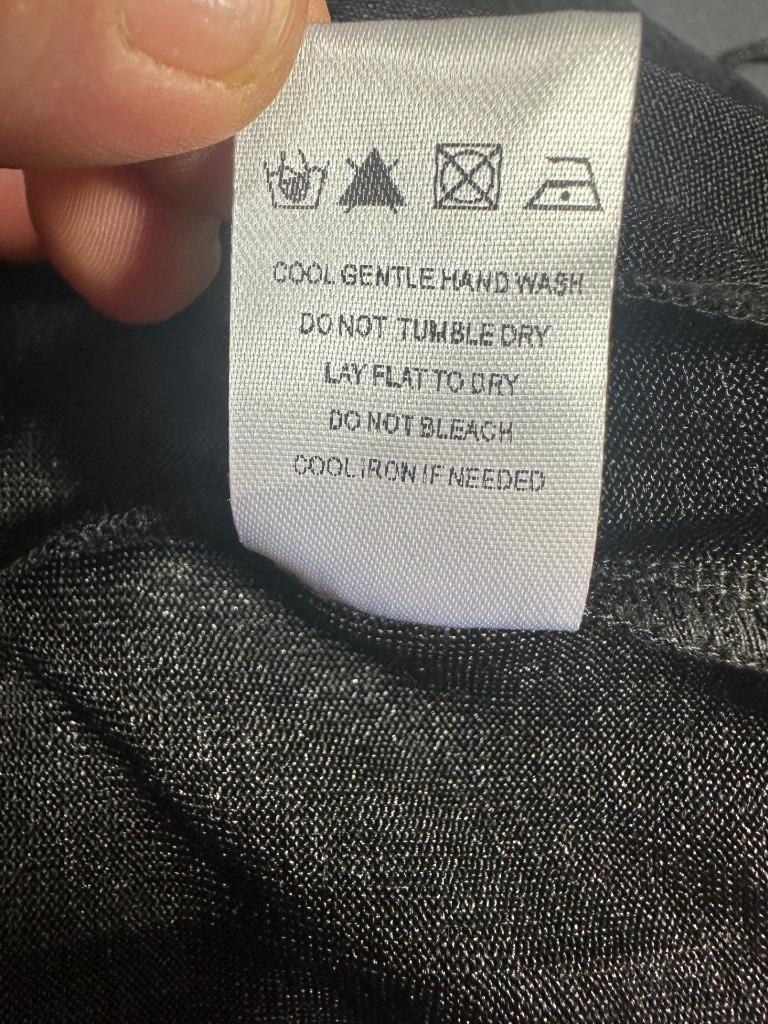 COOL GENTLE HAND WASH
DO NOT TUMBLE DRY
LAY FLAT TO DRY
DO NOT BLEACH
COOL IRON IF NEEDED